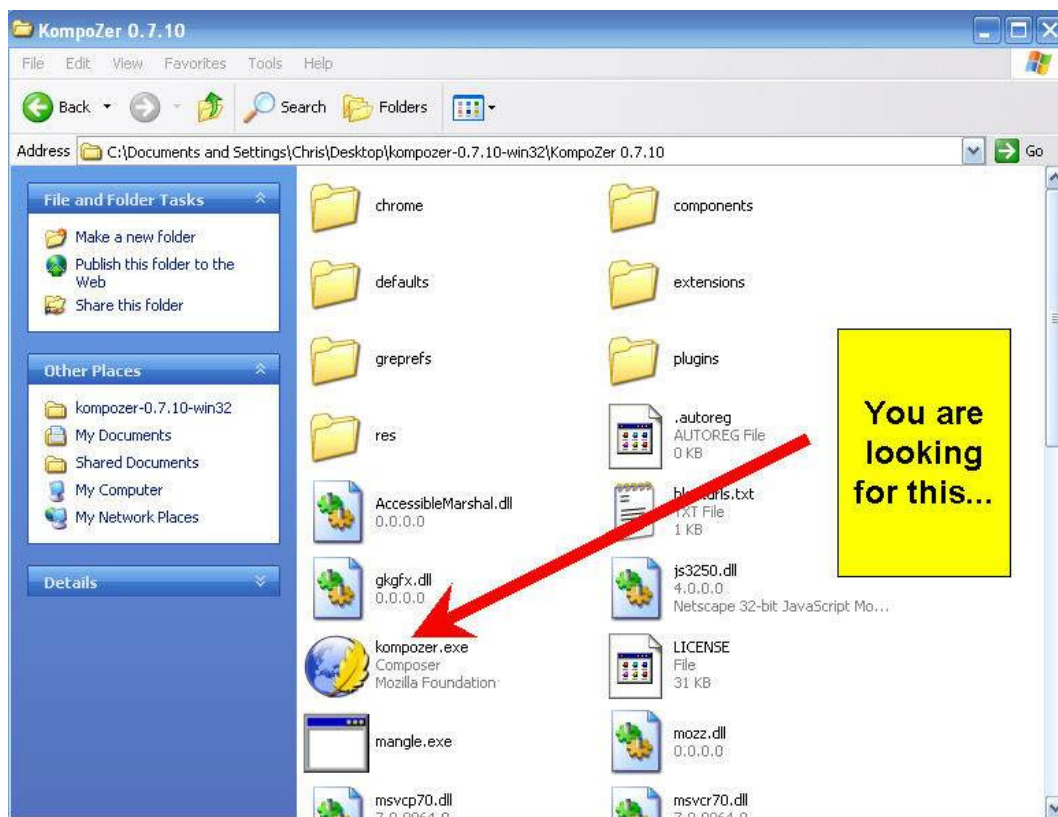 KompoZer 0.7.10
File Edit View Favorites Tools Help
Back Search Folders
Address C:\Documents and Settings\Chris\Desktop\kompozer-0.7.10-win32\KompoZer 0.7.10 Go
File and Folder Tasks
Make a new folder
Publish this folder to the
Web
Share this folder
Other Places
kompozer-0.7.10-win32
My Documents
Shared Documents
My Computer
My Network Places
Details
chrome
components
defaults
extensions
greprefs
plugins
res
.autoreg
AUTOREG File
0 KB
AccessibleMarshal.dll
0.0.0.0
TXT File
1 KB
gkgfx.dll
0.0.0.0
js3250.dll
4.0.0.0
Netscape 32-bit JavaScript Mo...
kompozer.exe
Composer
Mozilla Foundation
LICENSE
File
31 KB
mangle.exe
mozz.dll
0.0.0.0
msvcp70.dll
msvcr70.dll
You are
looking
for this...